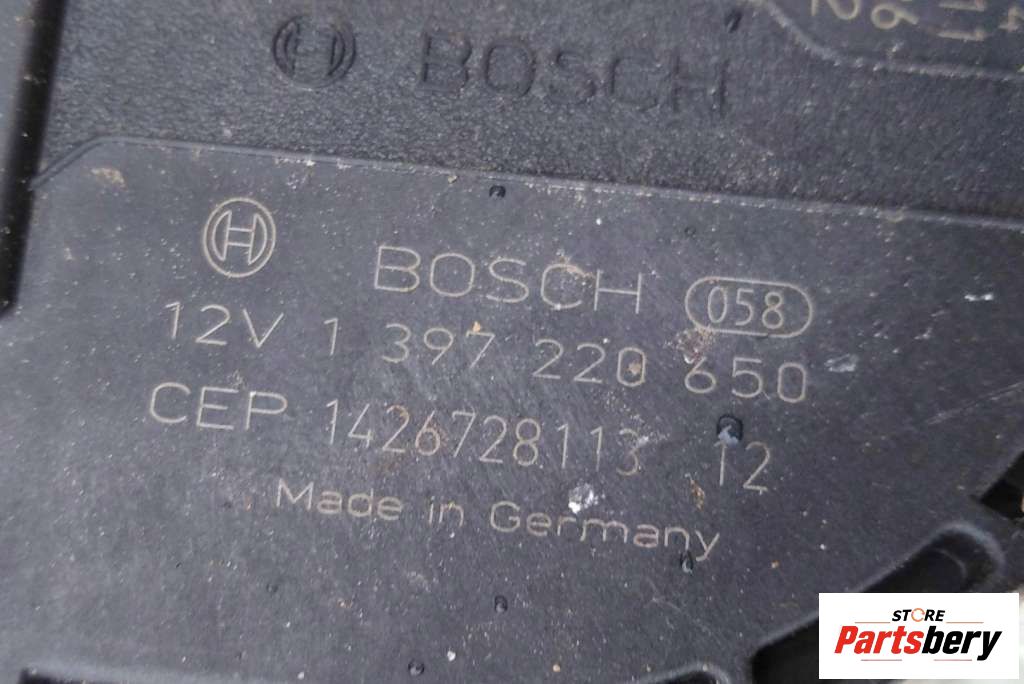 BOSCH
BOSCH 058
12V 1 397 220 650
CEP 1426728113 12
Made in Germany
STORE
Partsbery